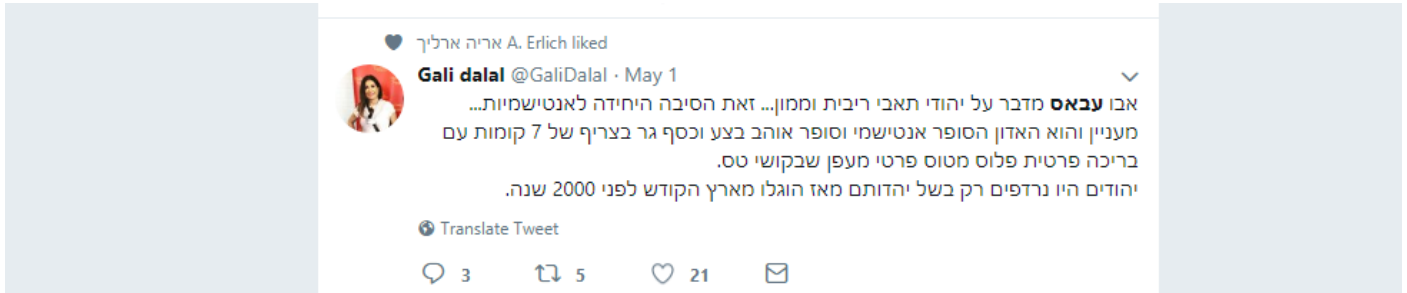 אריה ארליך A. Erlich liked
Gali dalal @GaliDalal · May 1
אבו עבאס מדבר על יהודי תאבי ריבית וממון... זאת הסיבה היחידה לאנטישמיות...
מעניין והוא האדון הסופר אנטישמי וסופר אוהב בצע וכסף גר בצריף של 7 קומות עם
בריכה פרטית פלוס מטוס פרטי מעפן שבקושי טס.
יהודים היו נרדפים רק בשל יהדותם מאז הוגלו מארץ הקודש לפני 2000 שנה.
Translate Tweet
3 5 21